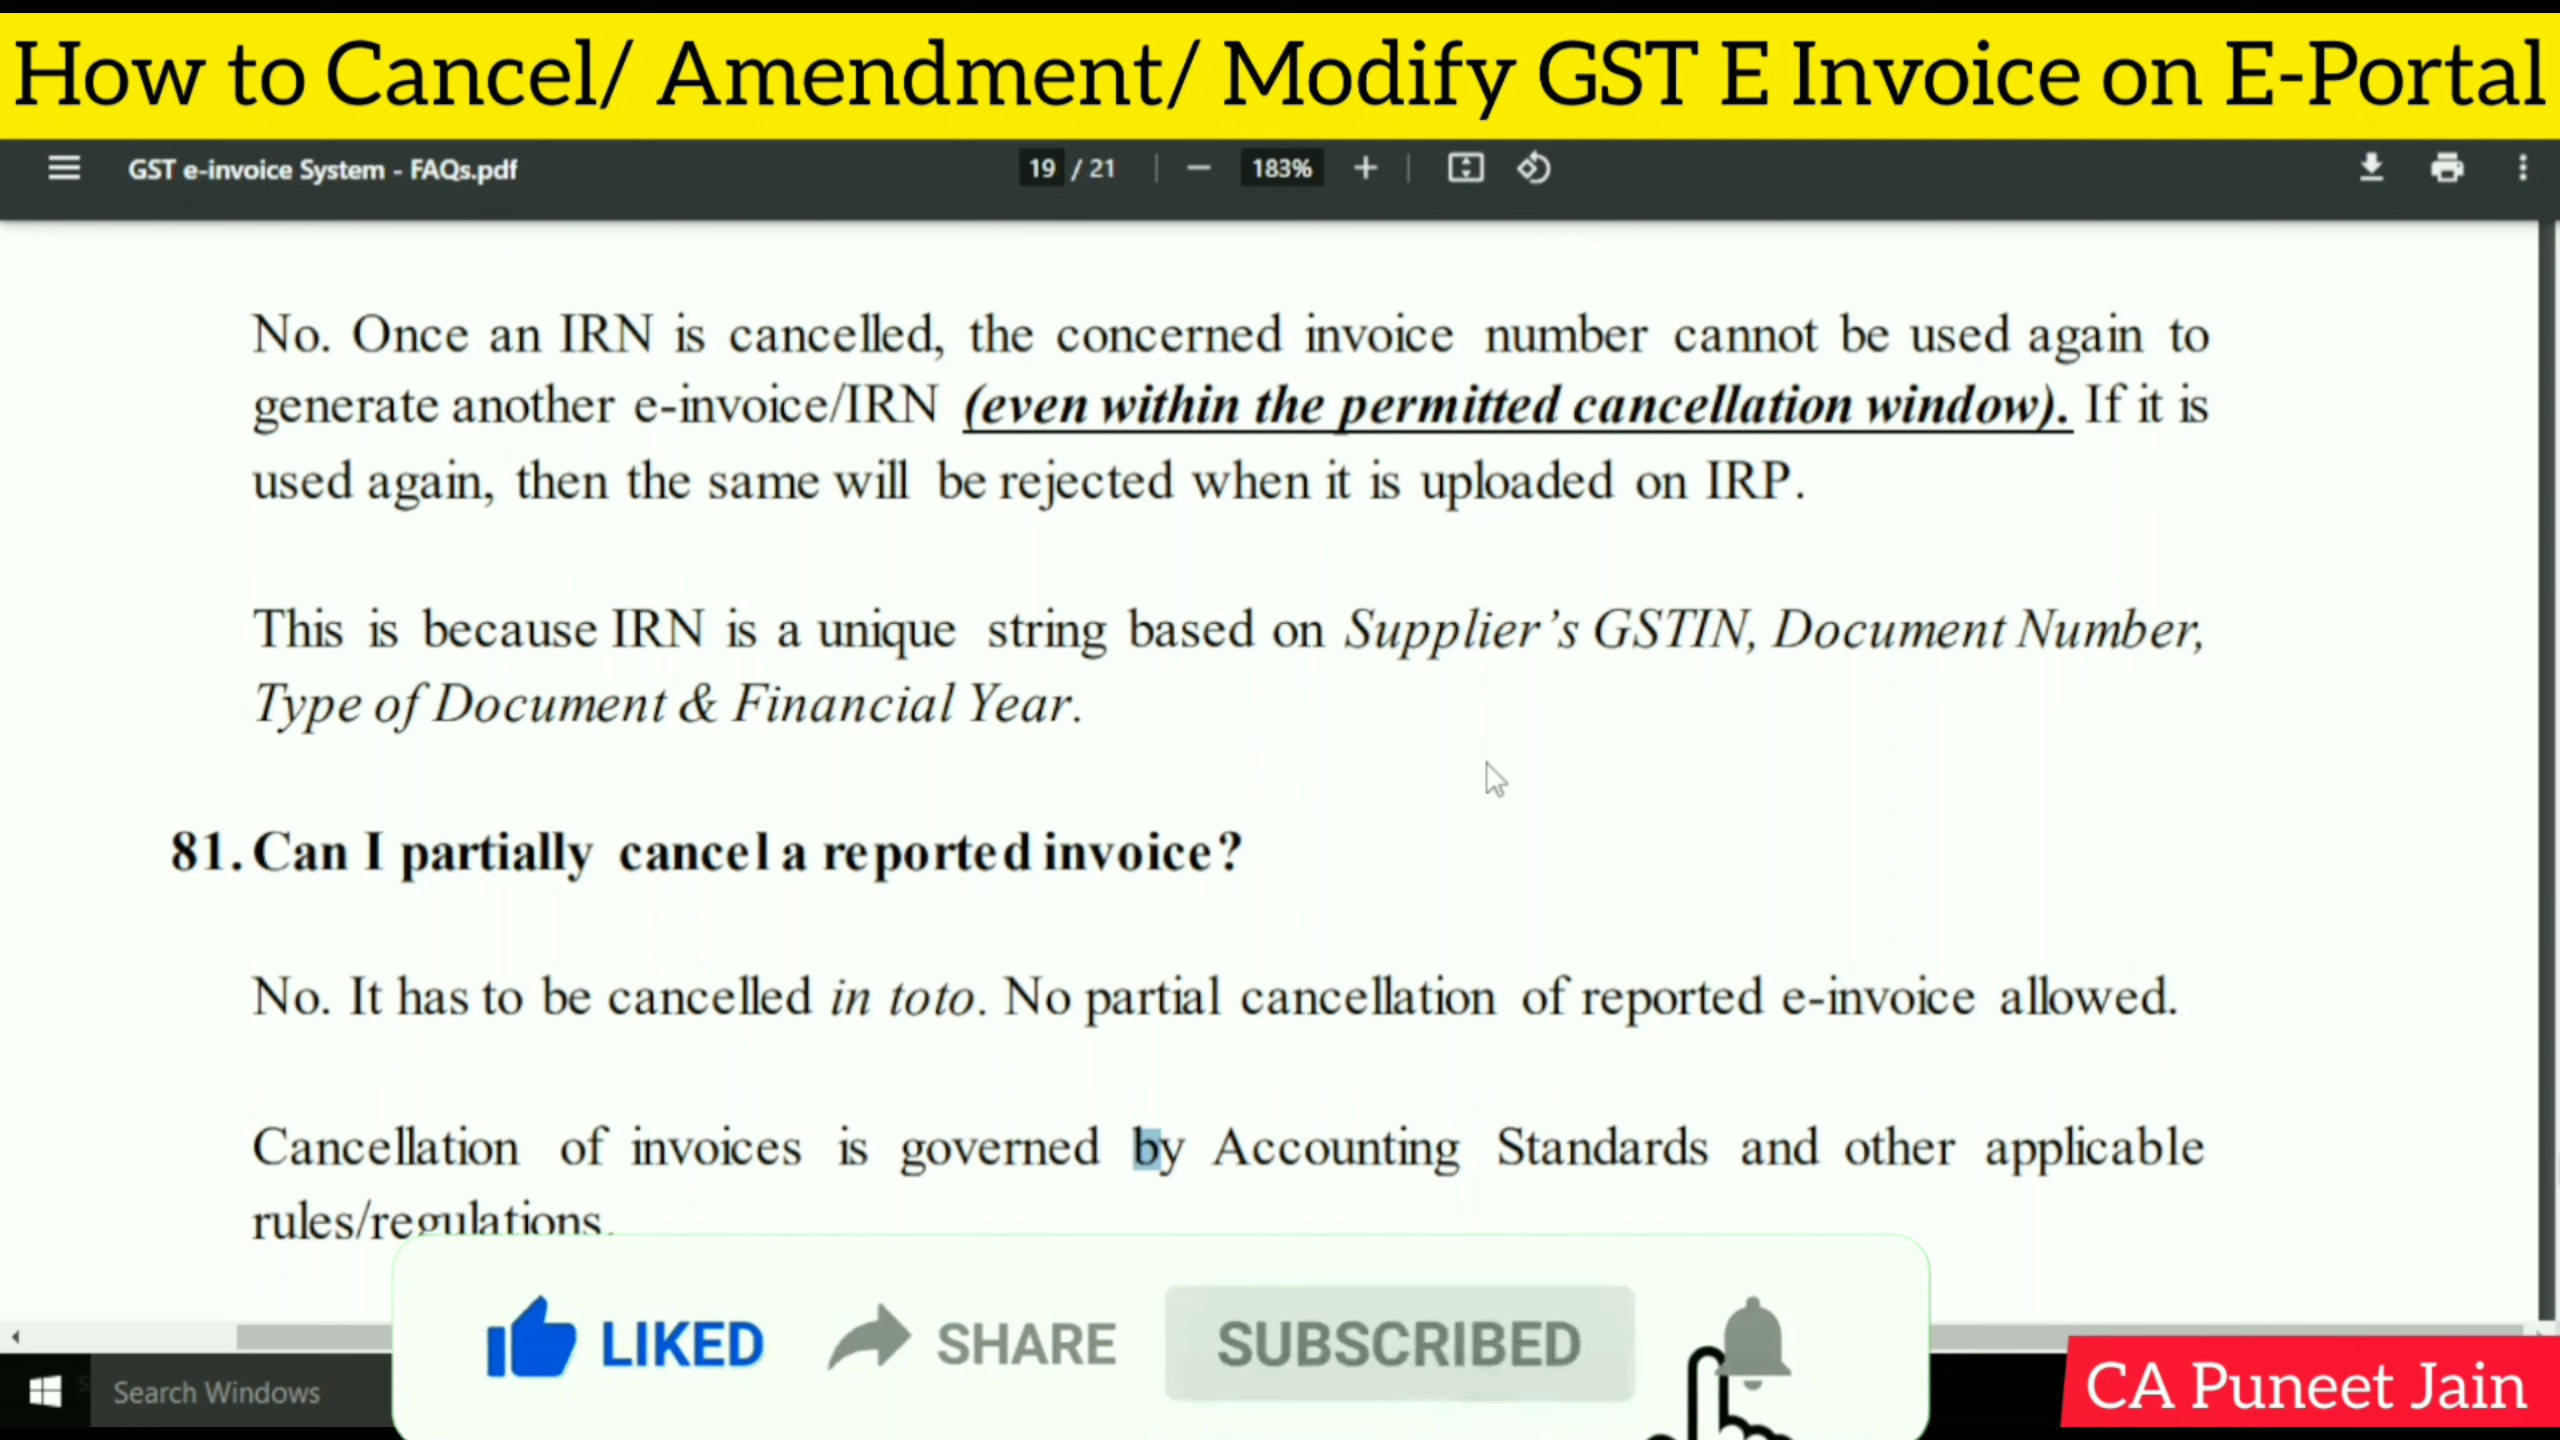 How to Cancel/ Amendment/ Modify GST E Invoice on E-Portal
GST e-invoice System - FAQs.pdf
19 / 21
183%
No. Once an IRN is cancelled, the concerned invoice number cannot be used again to
generate another e-invoice/IRN (even within the permitted cancellation window). If it is
used again, then the same will be rejected when it is uploaded on IRP.
This is because IRN is a unique string based on Supplier’s GSTIN, Document Number,
Type of Document & Financial Year.
81. Can I partially cancel a reported invoice?
No. It has to be cancelled in toto. No partial cancellation of reported e-invoice allowed.
Cancellation of invoices is governed by Accounting Standards and other applicable
rules/regulations.
LIKED
SHARE
SUBSCRIBED
Search Windows
CA Puneet Jain